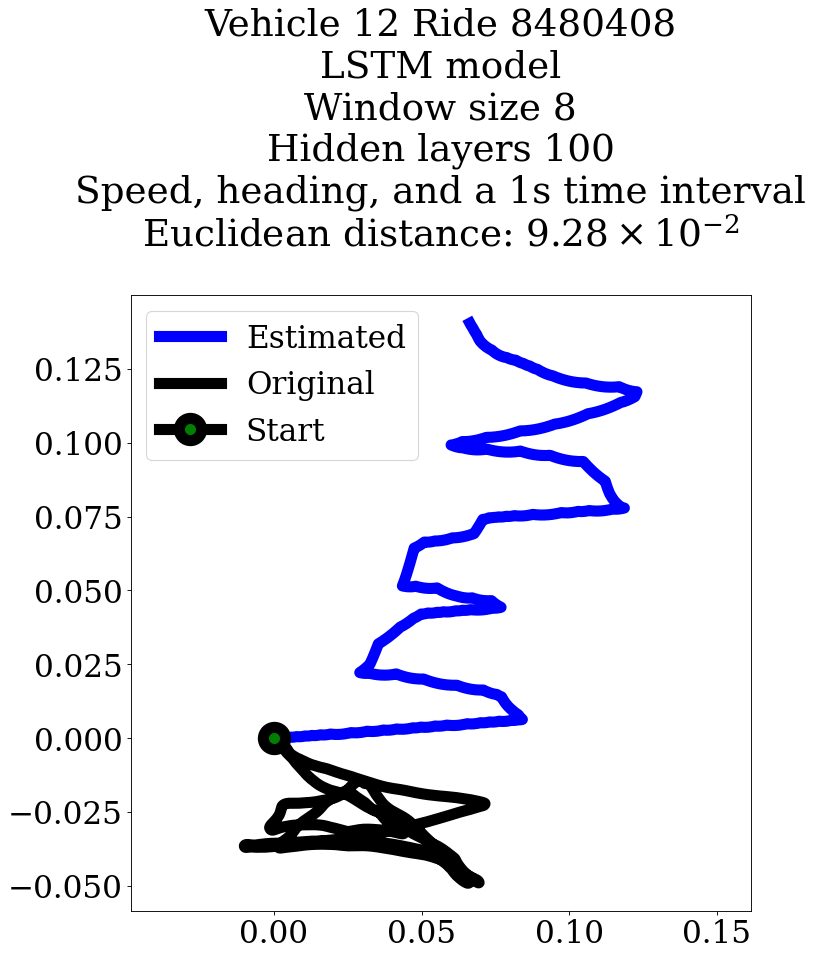 Vehicle 12 Ride 8480408
LSTM model
Window size 8
Hidden layers 100
Speed, heading, and a 1s time interval
Euclidean distance: 9.28 × 10⁻²
Estimated
Original
Start
0.125
0.100
0.075
0.050
0.025
0.000
−0.025
−0.050
0.00 0.05 0.10 0.15